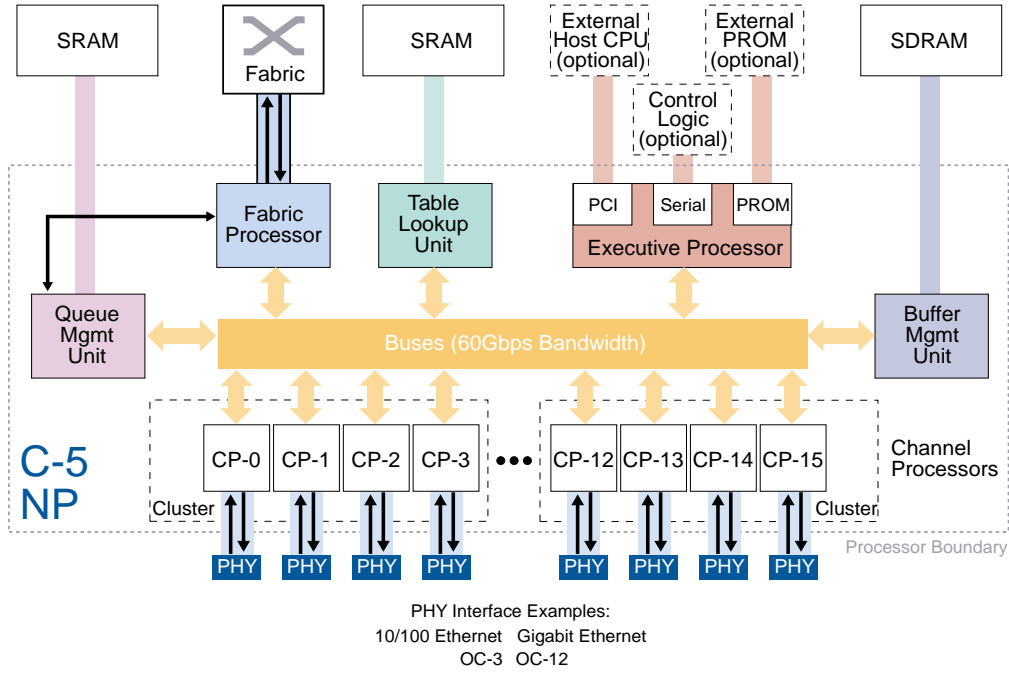 SRAM
Fabric
SRAM
External
Host CPU
(optional)
External
PROM
(optional)
SDRAM
Control
Logic
(optional)
Fabric
Processor
Table
Lookup
Unit
PCI
Serial
PROM
Executive Processor
Queue
Mgmt
Unit
Buses (60Gbps Bandwidth)
Buffer
Mgmt
Unit
C-5
NP
CP-0
CP-1
CP-2
CP-3
CP-12
CP-13
CP-14
CP-15
Channel
Processors
Cluster
Cluster
Processor Boundary
PHY
PHY
PHY
PHY
PHY
PHY
PHY
PHY
PHY Interface Examples:
10/100 Ethernet Gigabit Ethernet
OC-3 OC-12